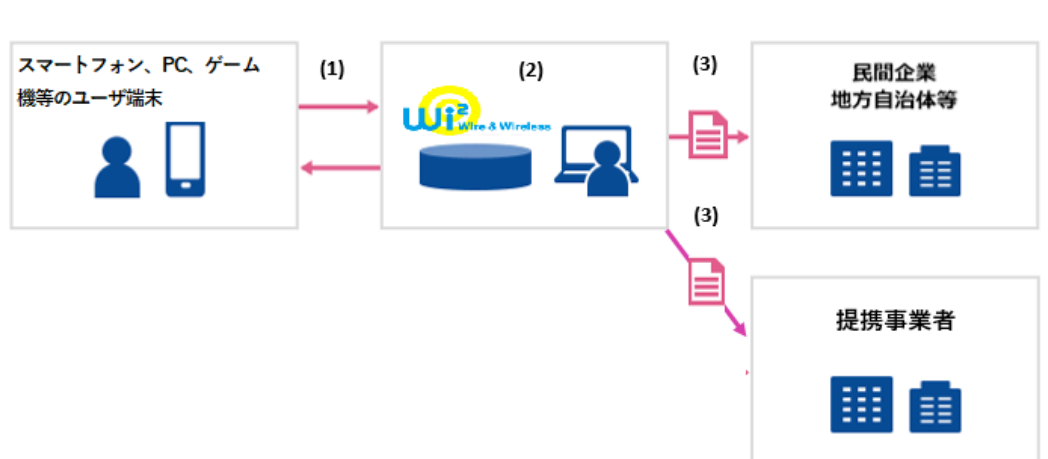 スマートフォン、PC、ゲーム
機等のユーザ端末
(1)
(2)
Wi2
Wire & Wireless
(3)
民間企業
地方自治体等
(3)
提携事業者